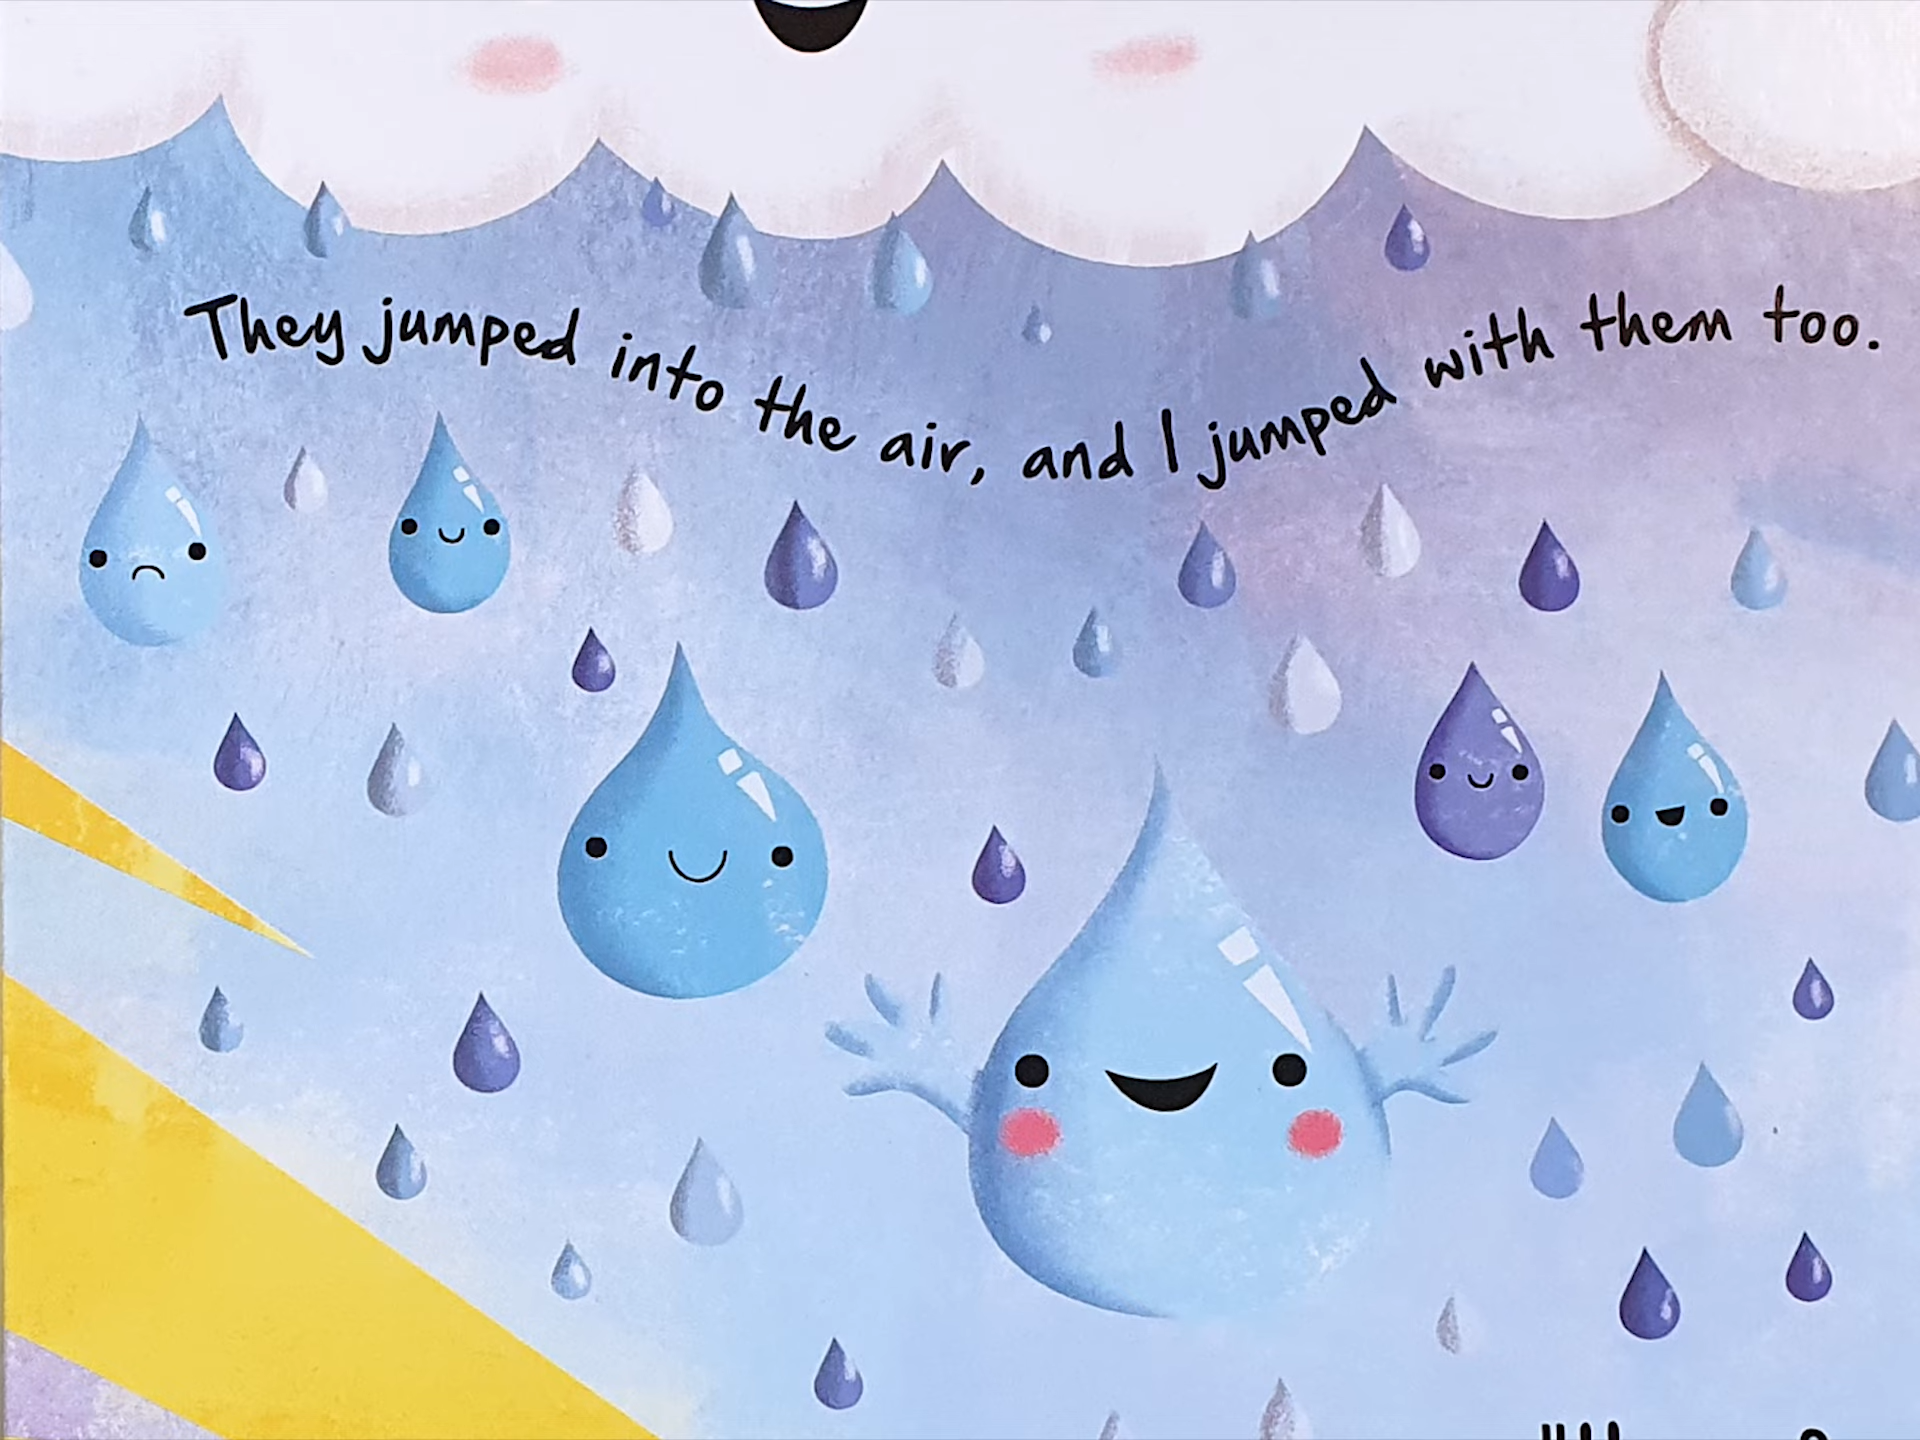 They jumped into the air, and I jumped with them too.